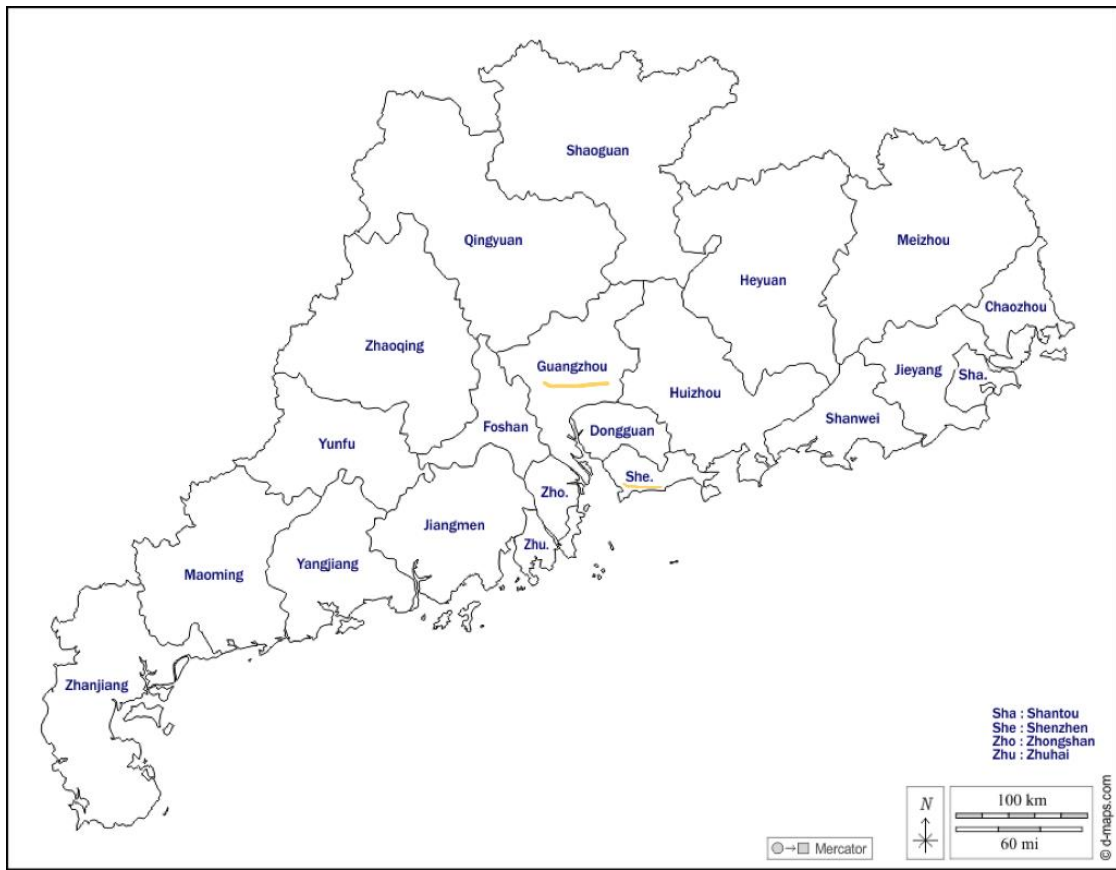 Shaoguan
Qingyuan
Meizhou
Heyuan
Chaozhou
Zhaoqing
Guangzhou
Jieyang
Sha.
Huizhou
Shanwei
Foshan
Dongguan
Yunfu
She.
Zho.
Jiangmen
Zhu.
Yangjiang
Maoming
Zhanjiang
Sha : Shantou
She : Shenzhen
Zho : Zhongshan
Zhu : Zhuhai
N
100 km
60 mi
Mercator
© d-maps.com